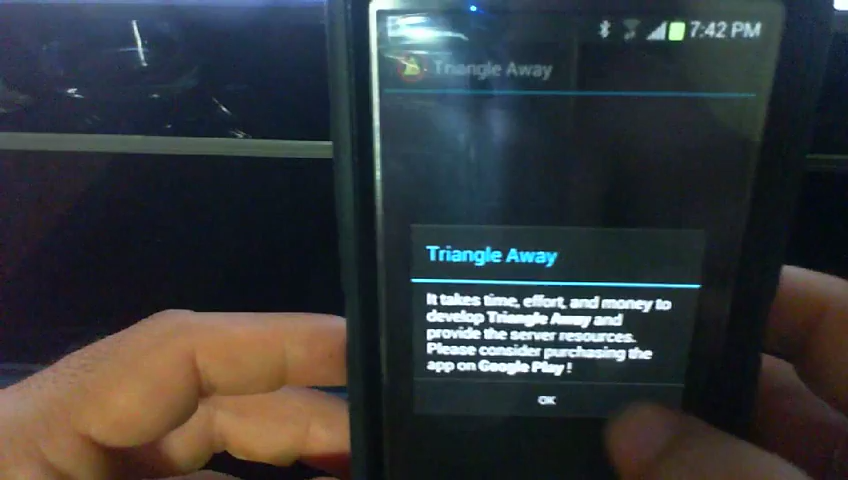 7:42 PM
Triangle Away
Triangle Away
It takes time, effort, and money to
develop Triangle Away and
provide the server resources.
Please consider purchasing the
app on Google Play !
OK